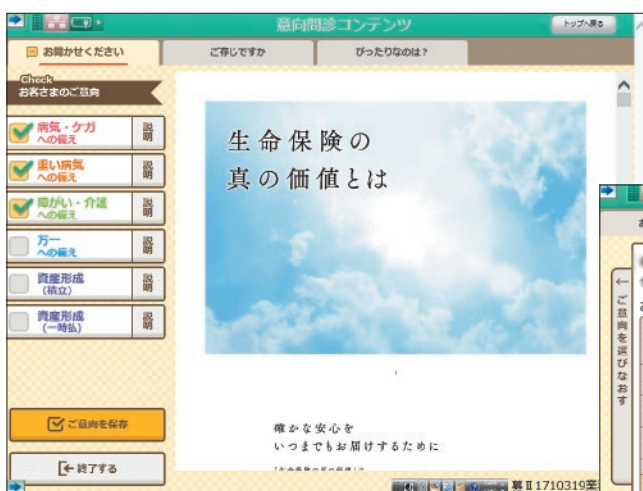 意向問診コンテンツ
トップへ戻る
お聞かせください
ご存じですか
ぴったりなのは？
Check
お客さまのご意向
病気・ケガ
への備え
説明
重い病気
への備え
説明
障がい・介護
への備え
説明
万一
への備え
説明
資産形成
(積立)
説明
資産形成
(一時払)
説明
ご意向を保存
終了する
生命保険の
真の価値とは
確かな安心を
いつまでもお届けするために
募Ⅱ1710319業
ご意向を選びなおす